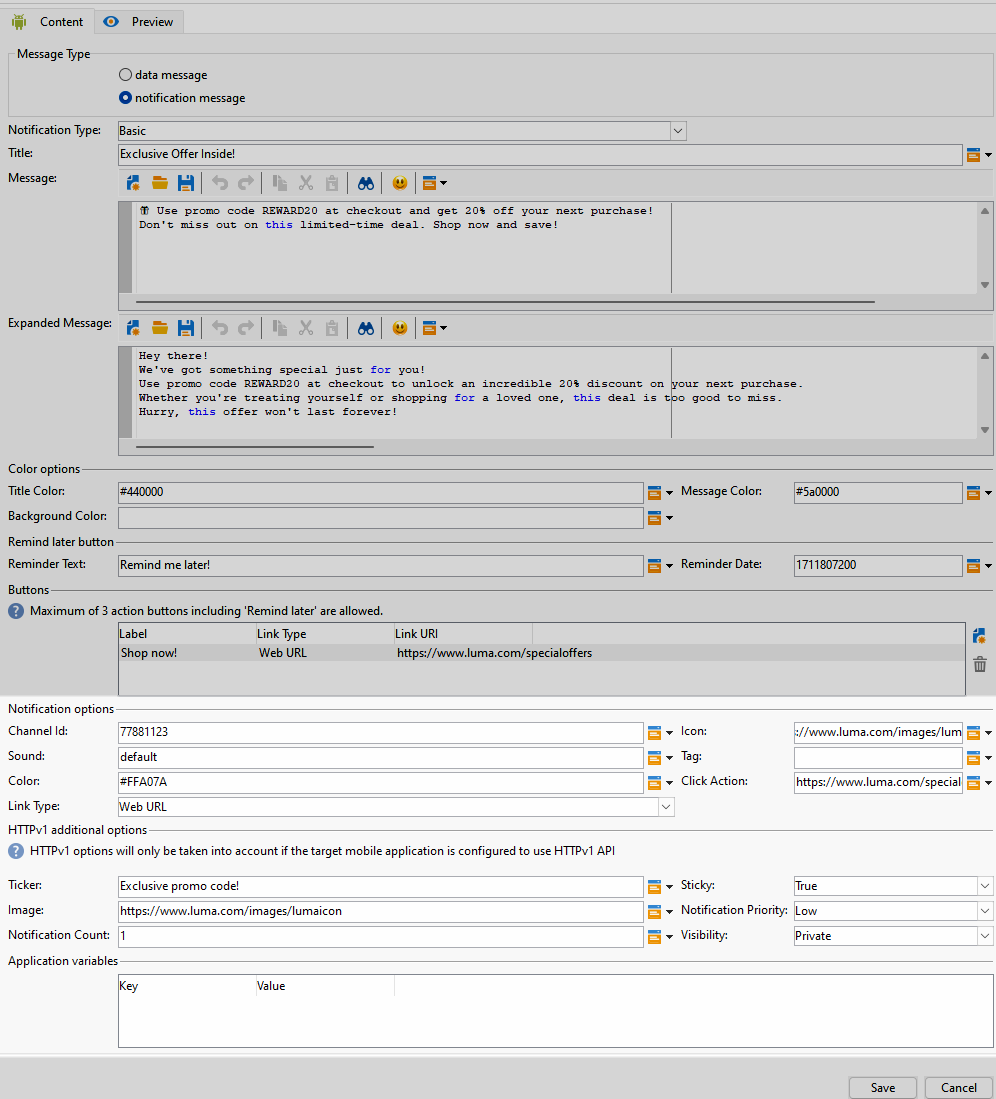 Content Preview
Message Type
data message
notification message
Notification Type: Basic
Title: Exclusive Offer Inside!
Message:
Use promo code REWARD20 at checkout and get 20% off your next purchase!
Don't miss out on this limited-time deal. Shop now and save!
Expanded Message:
Hey there!
We've got something special just for you!
Use promo code REWARD20 at checkout to unlock an incredible 20% discount on your next purchase.
Whether you're treating yourself or shopping for a loved one, this deal is too good to miss.
Hurry, this offer won't last forever!
Color options
Title Color: #440000 Message Color: #5a0000
Background Color:
Remind later button
Reminder Text: Remind me later! Reminder Date: 1711807200
Buttons
? Maximum of 3 action buttons including 'Remind later' are allowed.
Label Link Type Link URI
Shop now! Web URL https://www.luma.com/specialoffers
Notification options
Channel Id: 77881123 Icon: ://www.luma.com/images/lum
Sound: default Tag:
Color: #FFA07A Click Action: https://www.luma.com/special
Link Type: Web URL
HTTPv1 additional options
? HTTPv1 options will only be taken into account if the target mobile application is configured to use HTTPv1 API
Ticker: Exclusive promo code! Sticky: True
Image: https://www.luma.com/images/lumaicon Notification Priority: Low
Notification Count: 1 Visibility: Private
Application variables
Key Value
Save Cancel